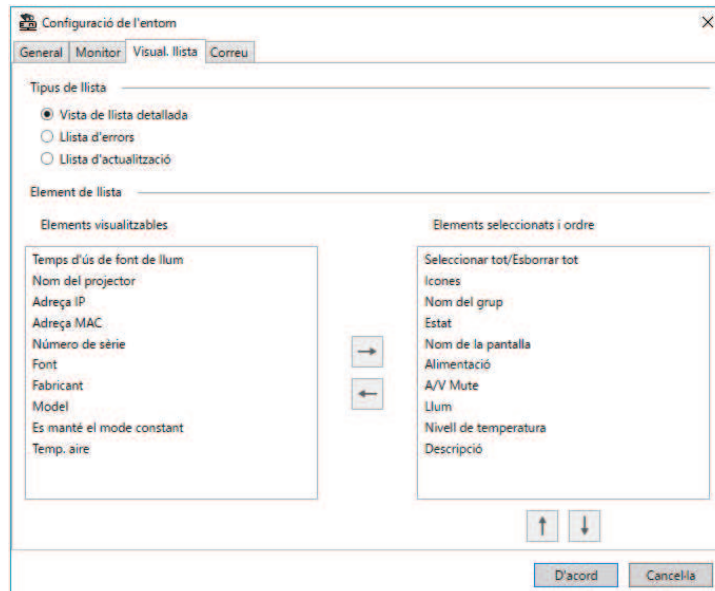 Configuració de l'entom
General Monitor Visual. llista Correu
Tipus de llista
Vista de llista detallada
Llista d'errors
Llista d'actualització
Element de llista
Elements visualitzables
Temps d'ús de font de llum
Nom del projector
Adreça IP
Adreça MAC
Número de sèrie
Font
Fabricant
Model
Es manté el mode constant
Temp. aire
Elements seleccionats i ordre
Seleccionar tot/Esborrar tot
Icones
Nom del grup
Estat
Nom de la pantalla
Alimentació
A/V Mute
Llum
Nivell de temperatura
Descripció
D'acord Cancel·la